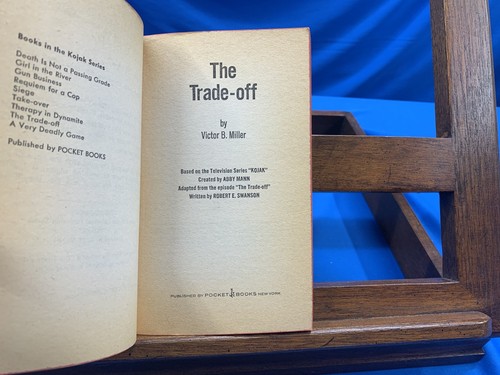 Books in the Kojak Series
Death Is Not a Passing Grade
Girl in the River
Gun Business
Requiem for a Cop
Siege
Take-over
Therapy in Dynamite
The Trade-off
A Very Deadly Game
Published by POCKET BOOKS
The
Trade-off
by
Victor B. Miller
Based on the Television Series "KOJAK"
Created by ABBY MANN
Adapted from the episode "The Trade-off"
Written by ROBERT E. SWANSON
PUBLISHED BY POCKET BOOKS NEW YORK